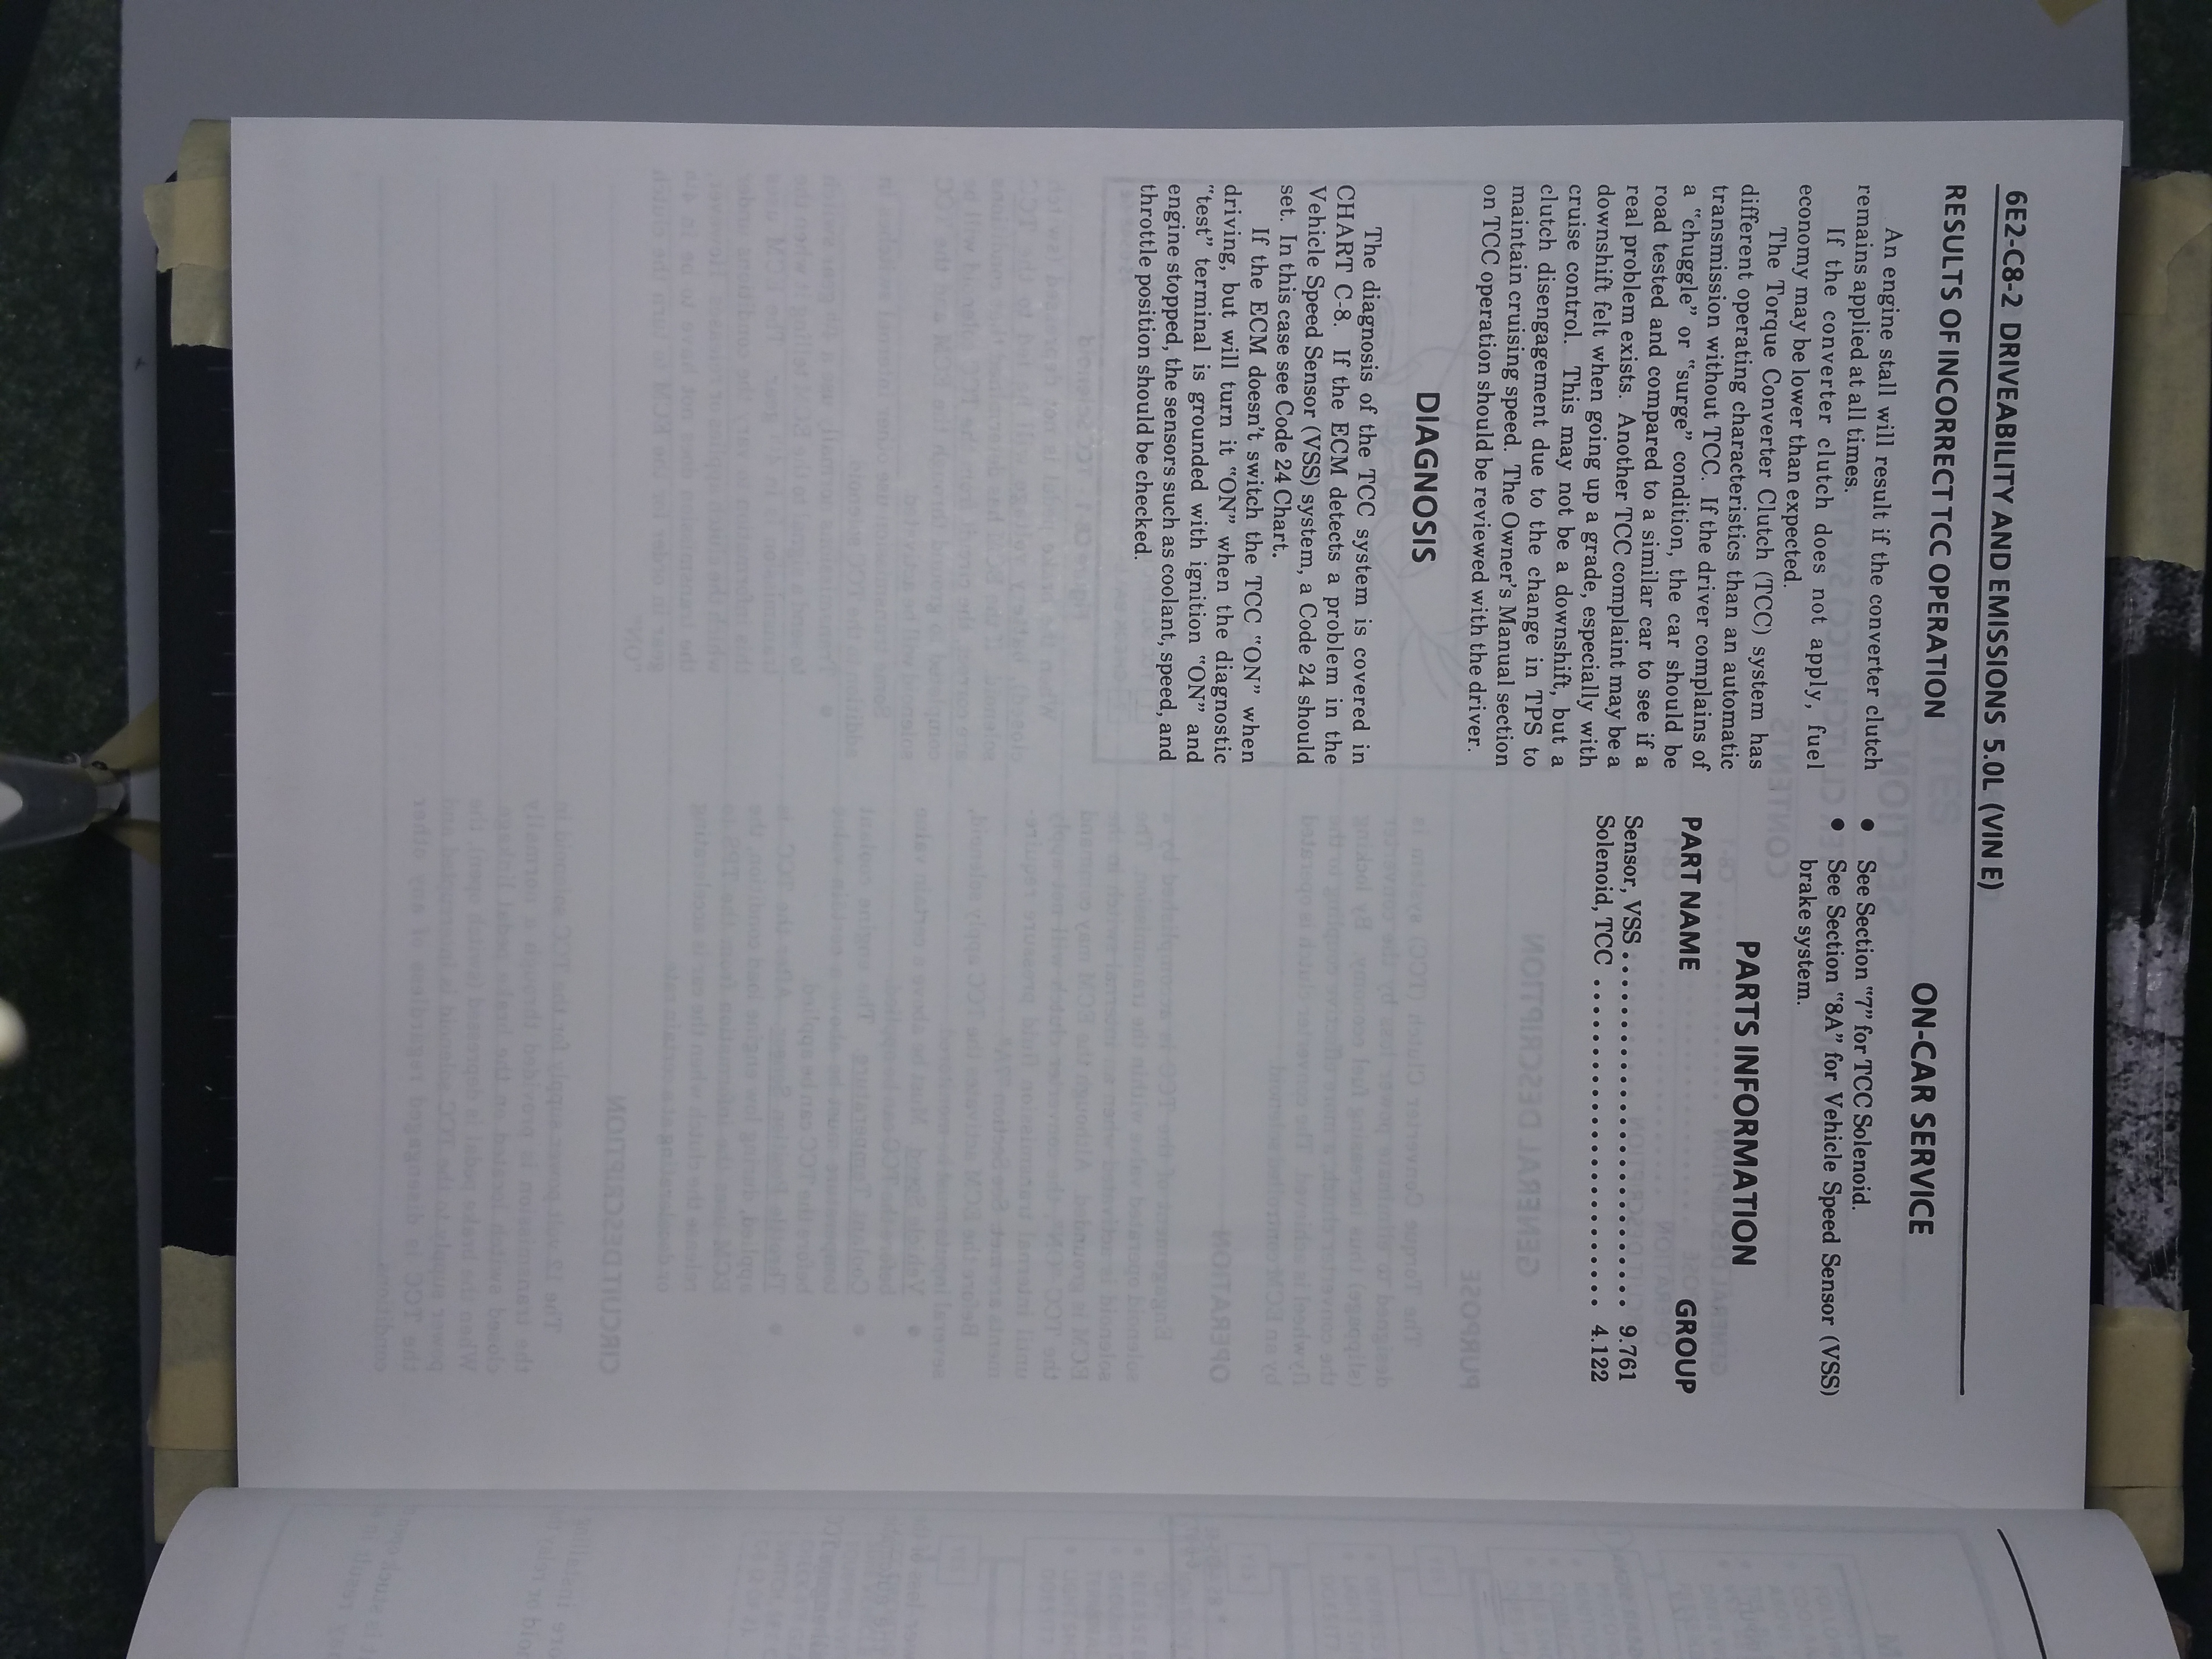 6E2-C8-2 DRIVEABILITY AND EMISSIONS 5.0L (VIN E)
RESULTS OF INCORRECT TCC OPERATION
An engine stall will result if the converter clutch
remains applied at all times.
If the converter clutch does not apply, fuel
economy may be lower than expected.
The Torque Converter Clutch (TCC) system has
different operating characteristics than an automatic
transmission without TCC. If the driver complains of
a "chuggle" or "surge" condition, the car should be
road tested and compared to a similar car to see if a
real problem exists. Another TCC complaint may be a
downshift felt when going up a grade, especially with
cruise control. This may not be a downshift, but a
clutch disengagement due to the change in TPS to
maintain cruising speed. The Owner's Manual section
on TCC operation should be reviewed with the driver.
DIAGNOSIS
The diagnosis of the TCC system is covered in
CHART C-8. If the ECM detects a problem in the
Vehicle Speed Sensor (VSS) system, a Code 24 should
set. In this case see Code 24 Chart.
If the ECM doesn't switch the TCC "ON" when
driving, but will turn it "ON" when the diagnostic
"test" terminal is grounded with ignition "ON" and
engine stopped, the sensors such as coolant, speed, and
throttle position should be checked.
ON-CAR SERVICE
● See Section "7" for TCC Solenoid.
● See Section "8A" for Vehicle Speed Sensor (VSS)
brake system.
PARTS INFORMATION
PART NAME GROUP
Sensor, VSS . . . . . . . . . . . . . . . . . . . . . . . . . . . 9.761
Solenoid, TCC . . . . . . . . . . . . . . . . . . . . . . . . . 4.122